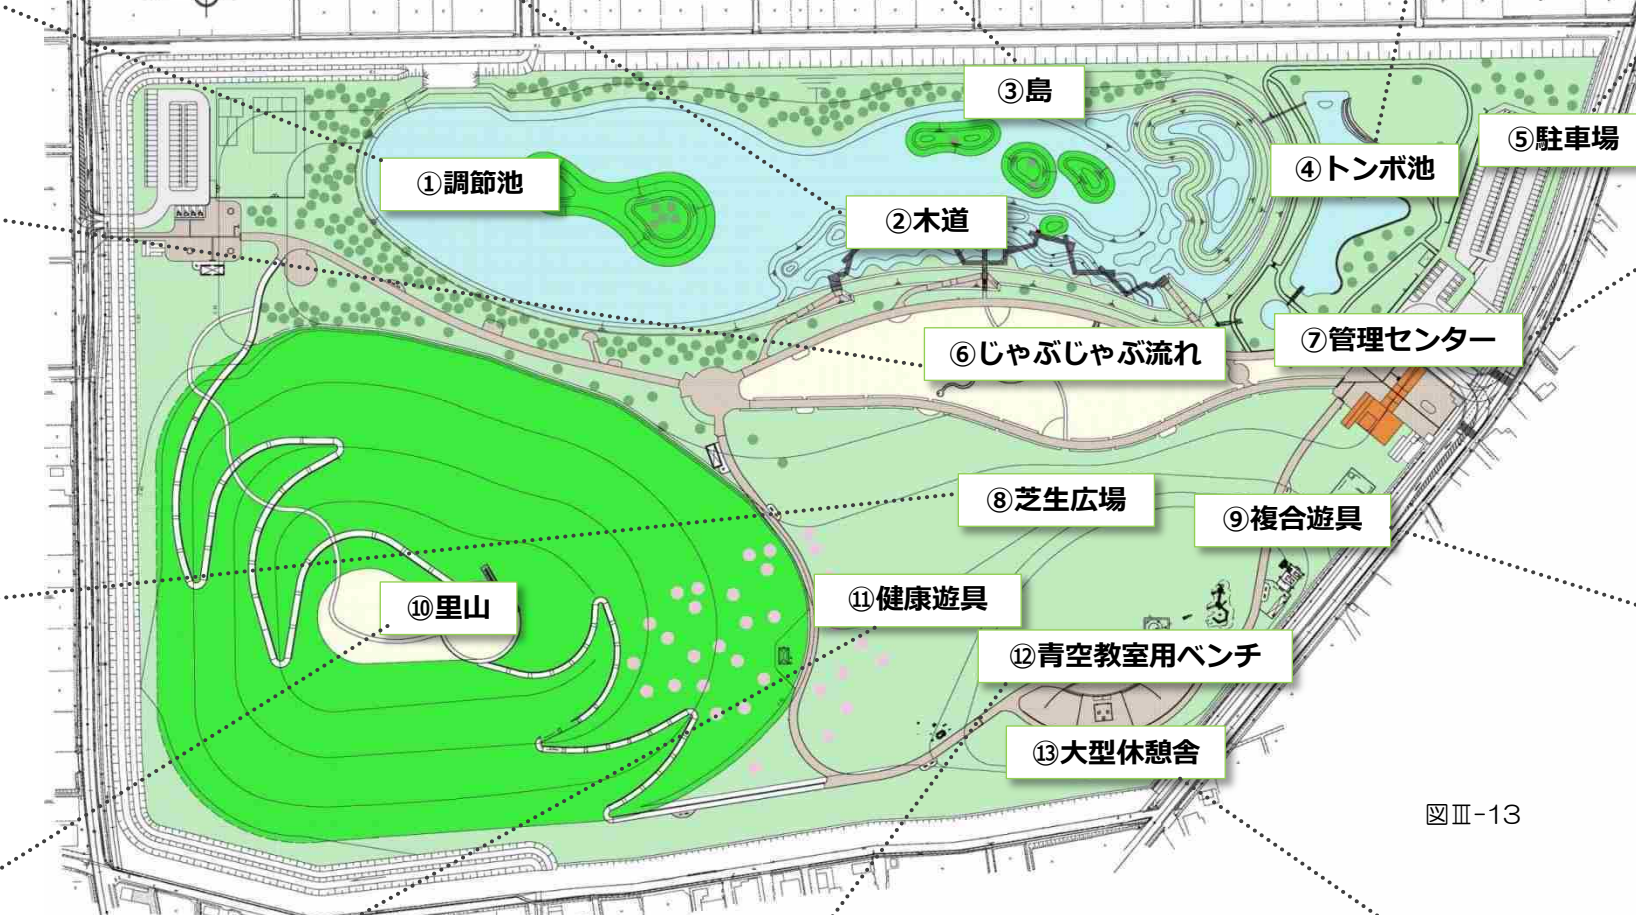 ③島
⑤駐車場
④トンボ池
①調節池
②木道
⑦管理センター
⑥じゃぶじゃぶ流れ
⑧芝生広場
⑨複合遊具
⑩里山
⑪健康遊具
⑫青空教室用ベンチ
⑬大型休憩舎
図Ⅲ-13